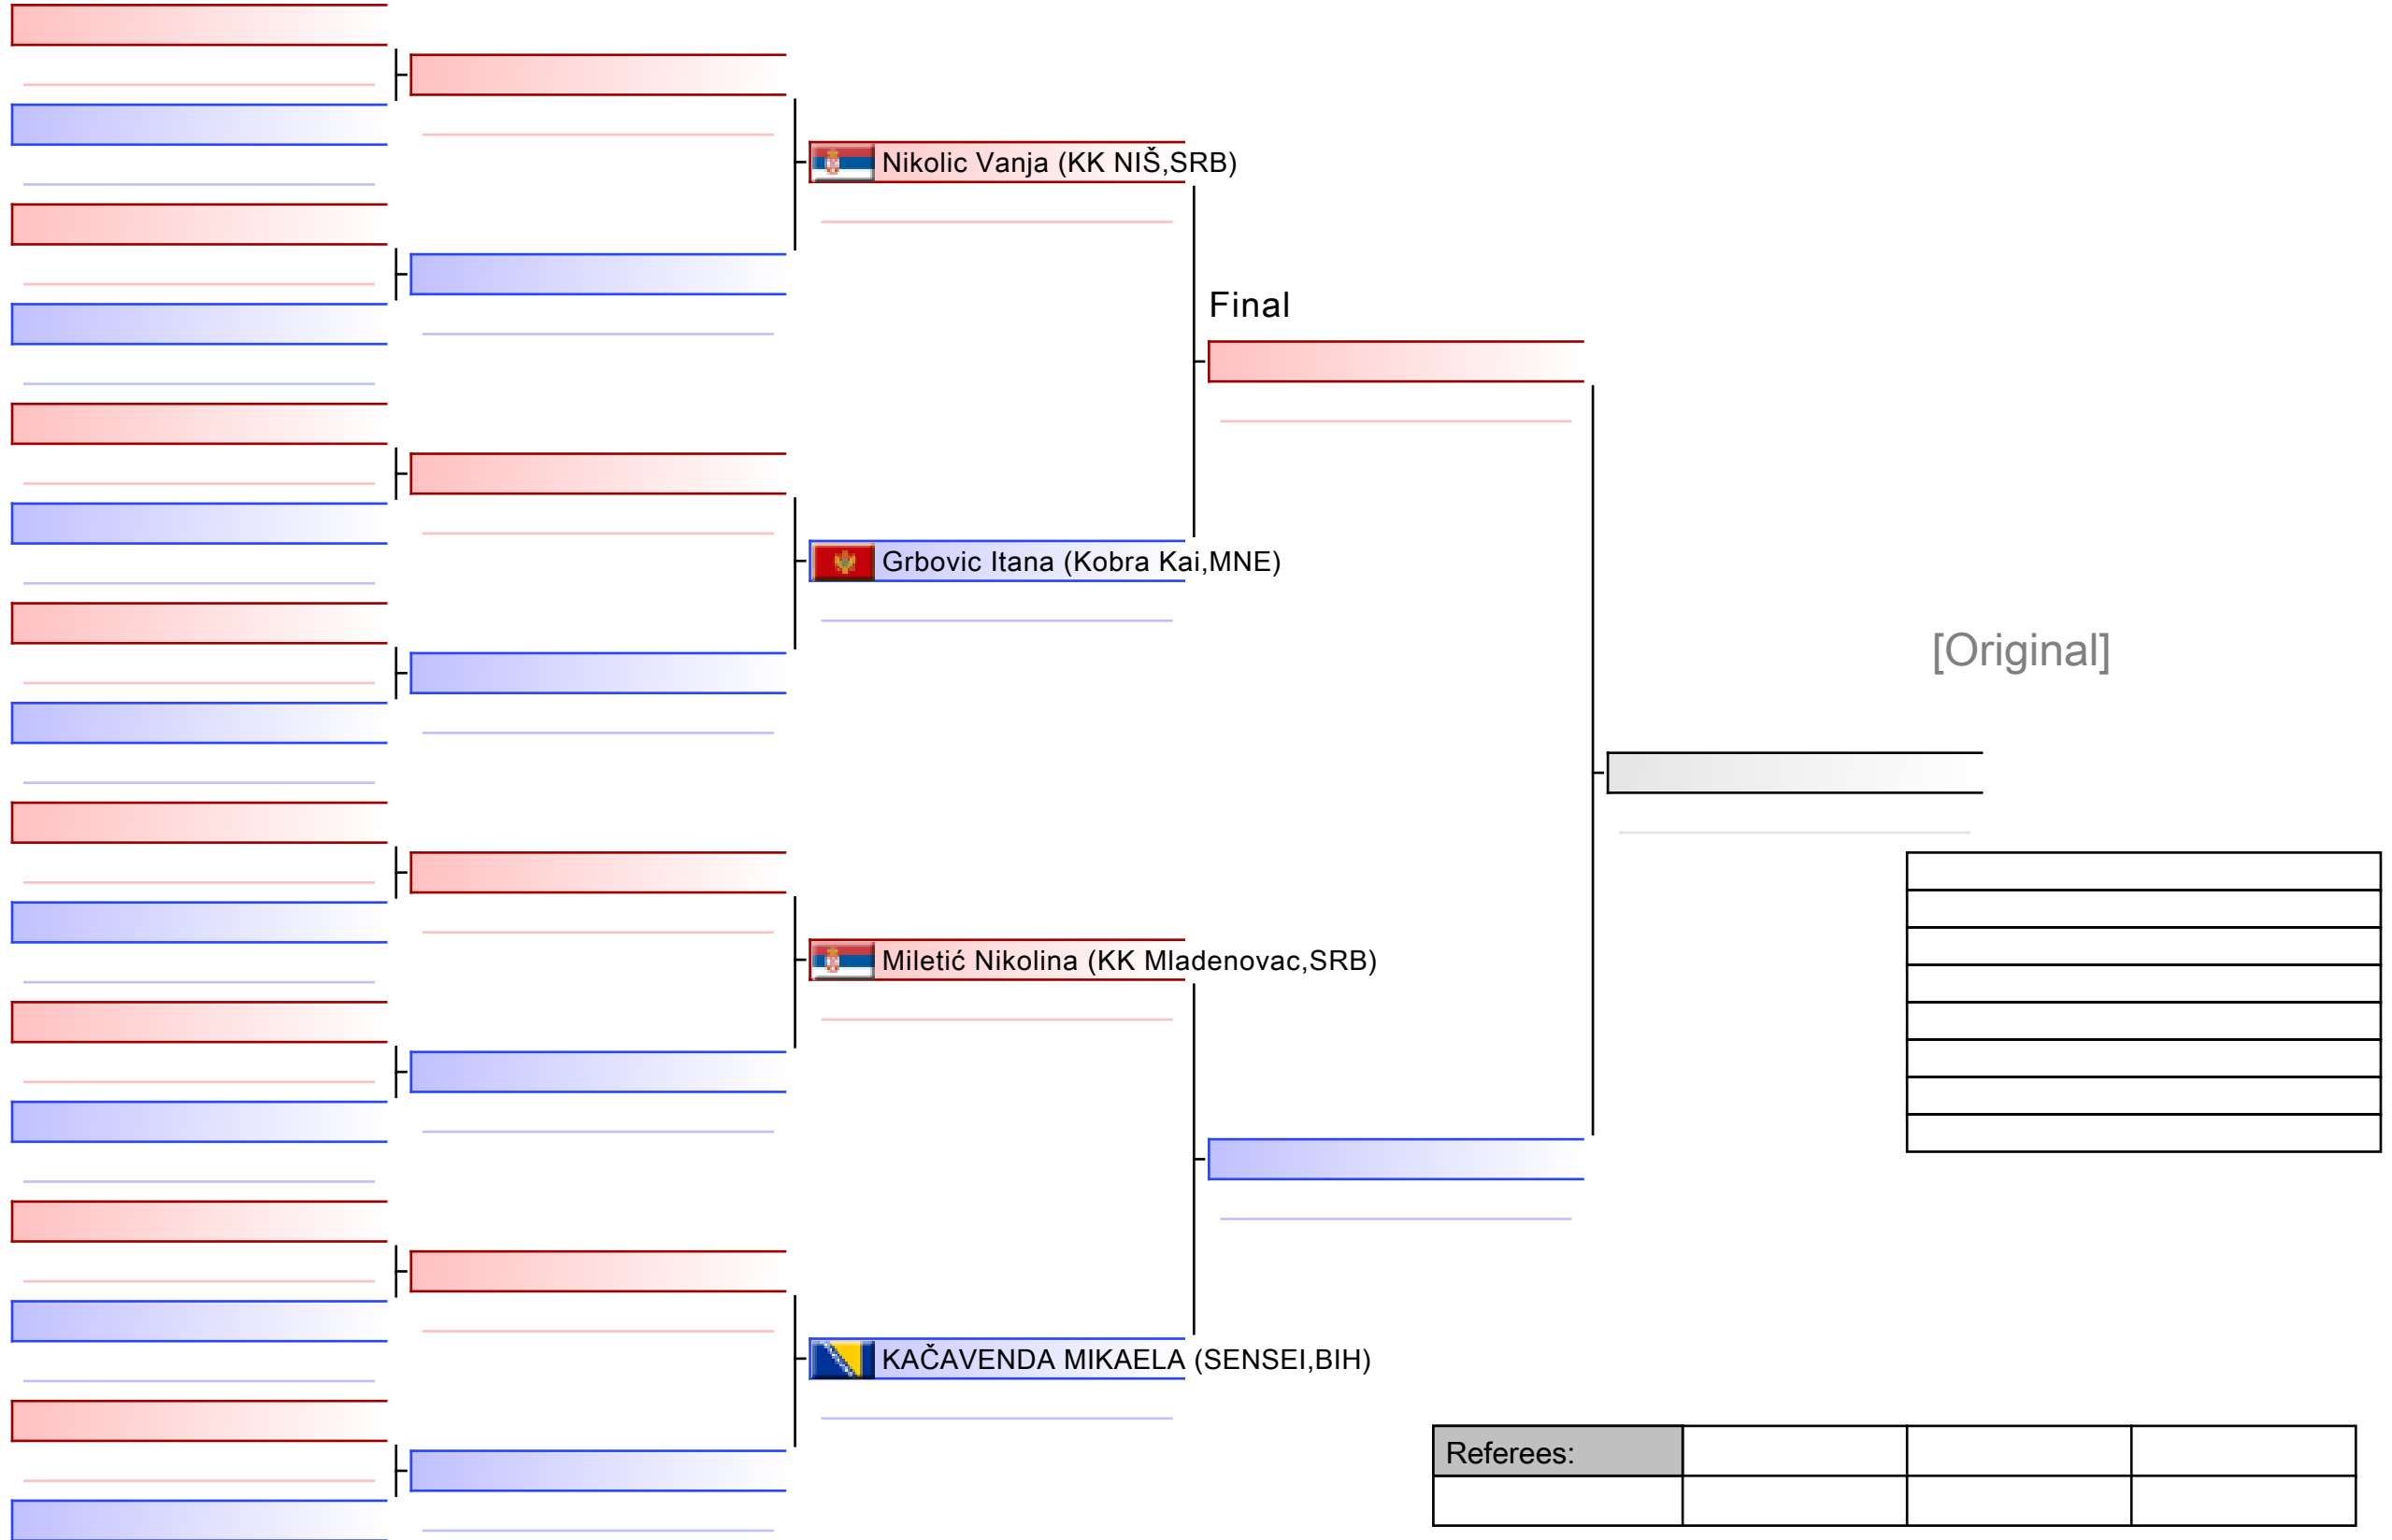 Nikolic Vanja (KK NIŠ,SRB)
Final
Grbovic Itana (Kobra Kai,MNE)
[Original]
Miletić Nikolina (KK Mladenovac,SRB)
KAČAVENDA MIKAELA (SENSEI,BIH)
Referees: